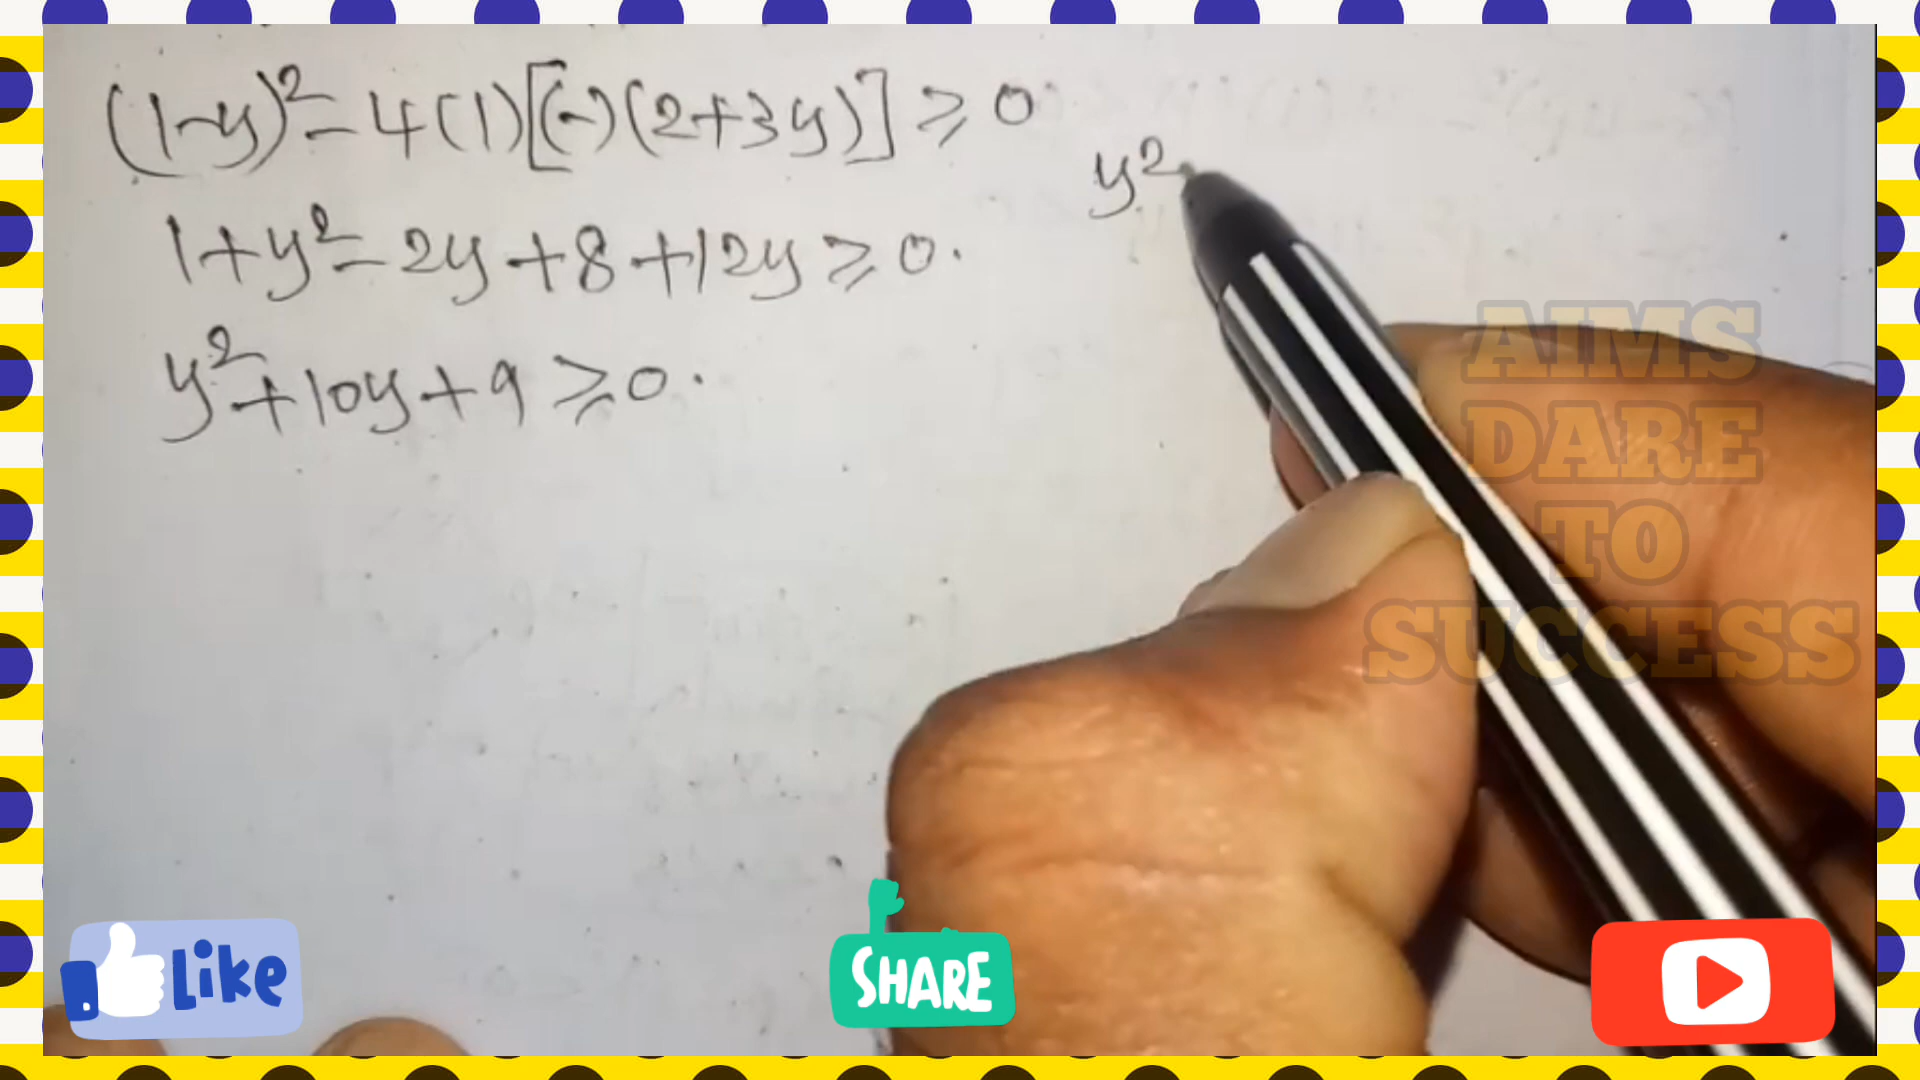 (1-y)² - 4(1)[(-)(2+3y)] ≥ 0
y²
1+y² - 2y + 8 + 12y ≥ 0.
y² + 10y + 9 ≥ 0.
AIMS
DARE
TO
SUCCESS
Like
SHARE